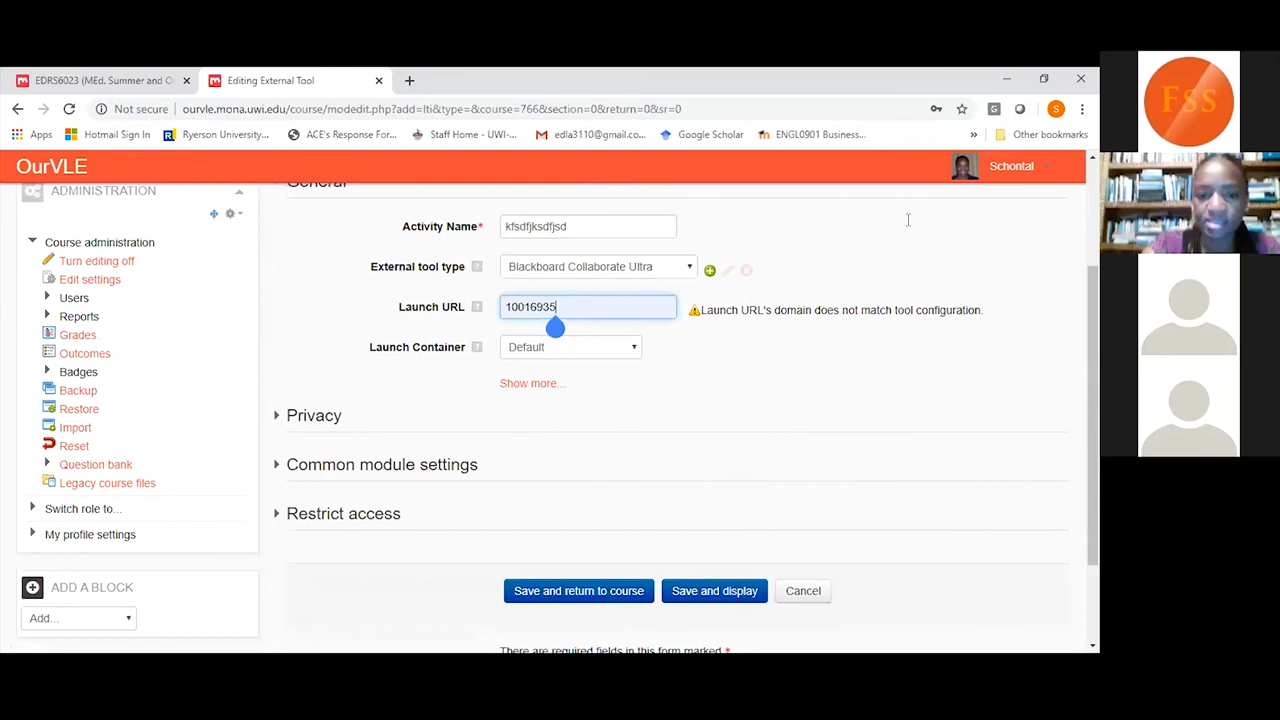 EDRS6023 (MEd. Summer and O
Editing External Tool
Not secure
ourvle.mona.uwi.edu/course/modedit.php?add=lti&type=&course=766&section=0&return=0&sr=0
S
Apps
Hotmail Sign In
Ryerson University...
ACE's Response For...
Staff Home - UWI-...
edla3110@gmail.co...
Google Scholar
ENGL0901 Business...
»
Other bookmarks
OurVLE
Schontal
Fss
ADMINISTRATION
Course administration
Turn editing off
Edit settings
Users
Reports
Grades
Outcomes
Badges
Backup
Restore
Import
Reset
Question bank
Legacy course files
Switch role to...
My profile settings
ADD A BLOCK
Add...
General
Activity Name*
kfsdfjksdfjsd
External tool type
Blackboard Collaborate Ultra
Launch URL
10016935
Launch URL's domain does not match tool configuration.
Launch Container
Default
Show more...
Privacy
Common module settings
Restrict access
Save and return to course
Save and display
Cancel
There are required fields in this form marked *